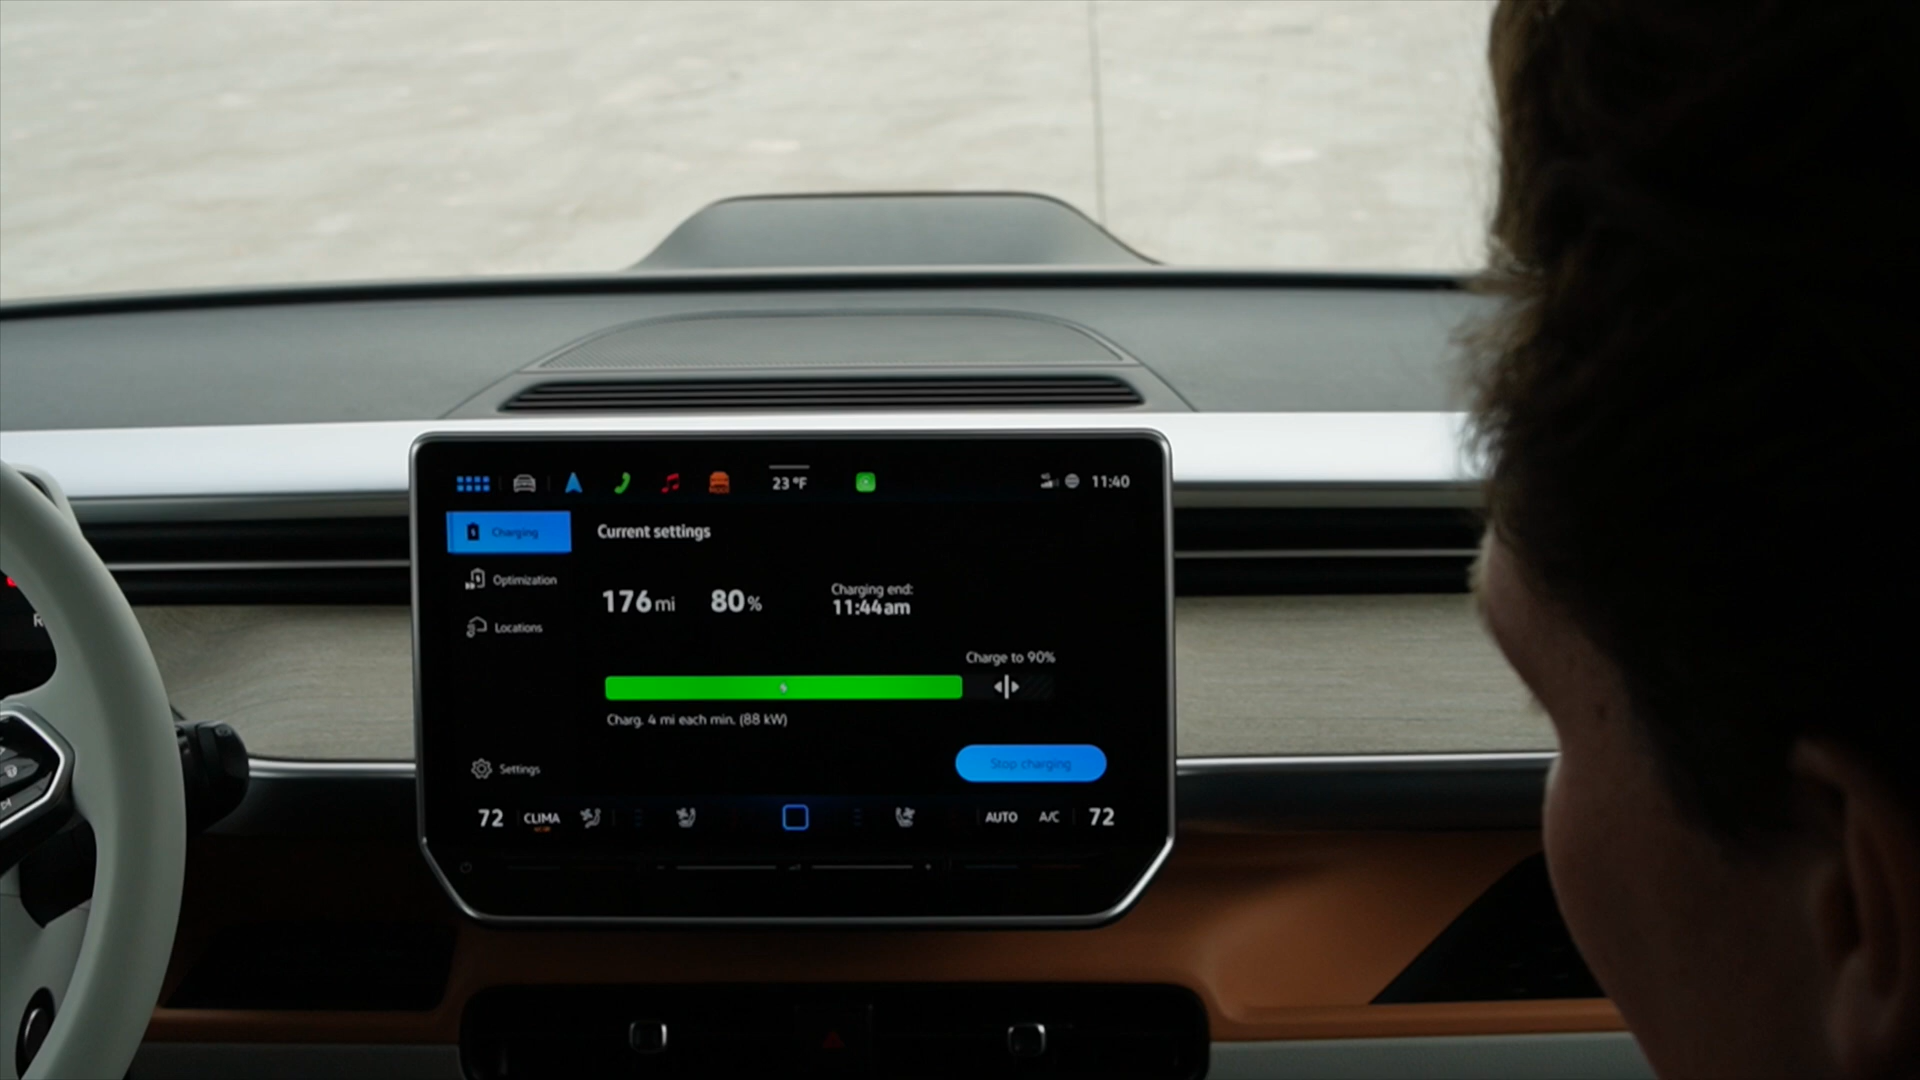 23 °F
11:40
Charging
Current settings
Optimization
176 mi 80 %
Charging end:
11:44am
Locations
Charge to 90%
Charg. 4 mi each min. (88 kW)
Stop charging
Settings
72 CLIMA AUTO A/C 72
R